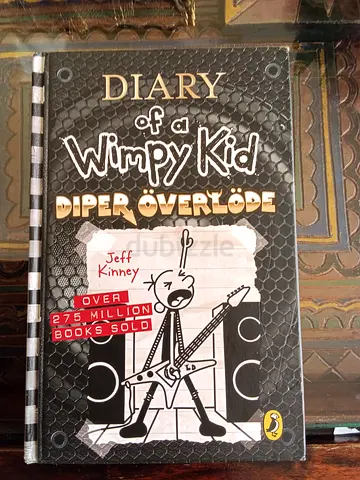 DIARY
of a
Wimpy Kid
DIPER ÖVERLÖDE
dubizzle
Jeff
Kinney
OVER
275 MILLION
BOOKS SOLD